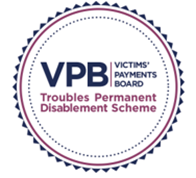 VPB VICTIMS'
PAYMENTS
BOARD
Troubles Permanent
Disablement Scheme